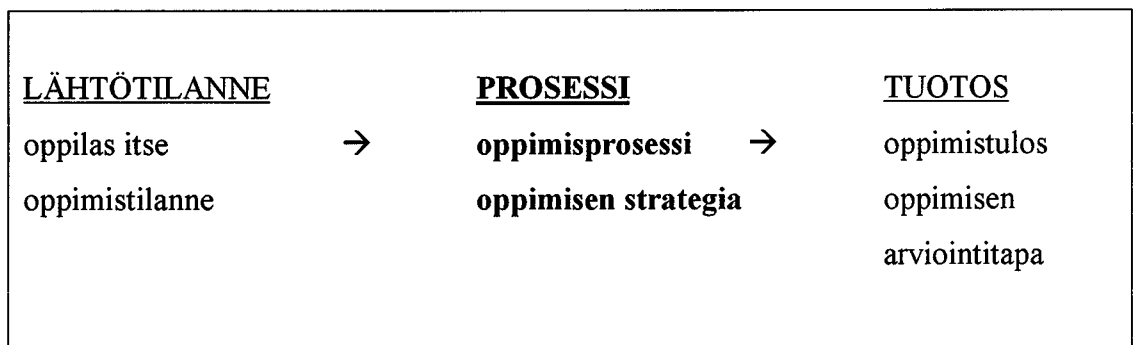 LÄHTÖTILANNE PROSESSI TUOTOS
oppilas itse → oppimisprosessi → oppimistulos
oppimistilanne oppimisen strategia oppimisen
arviointitapa